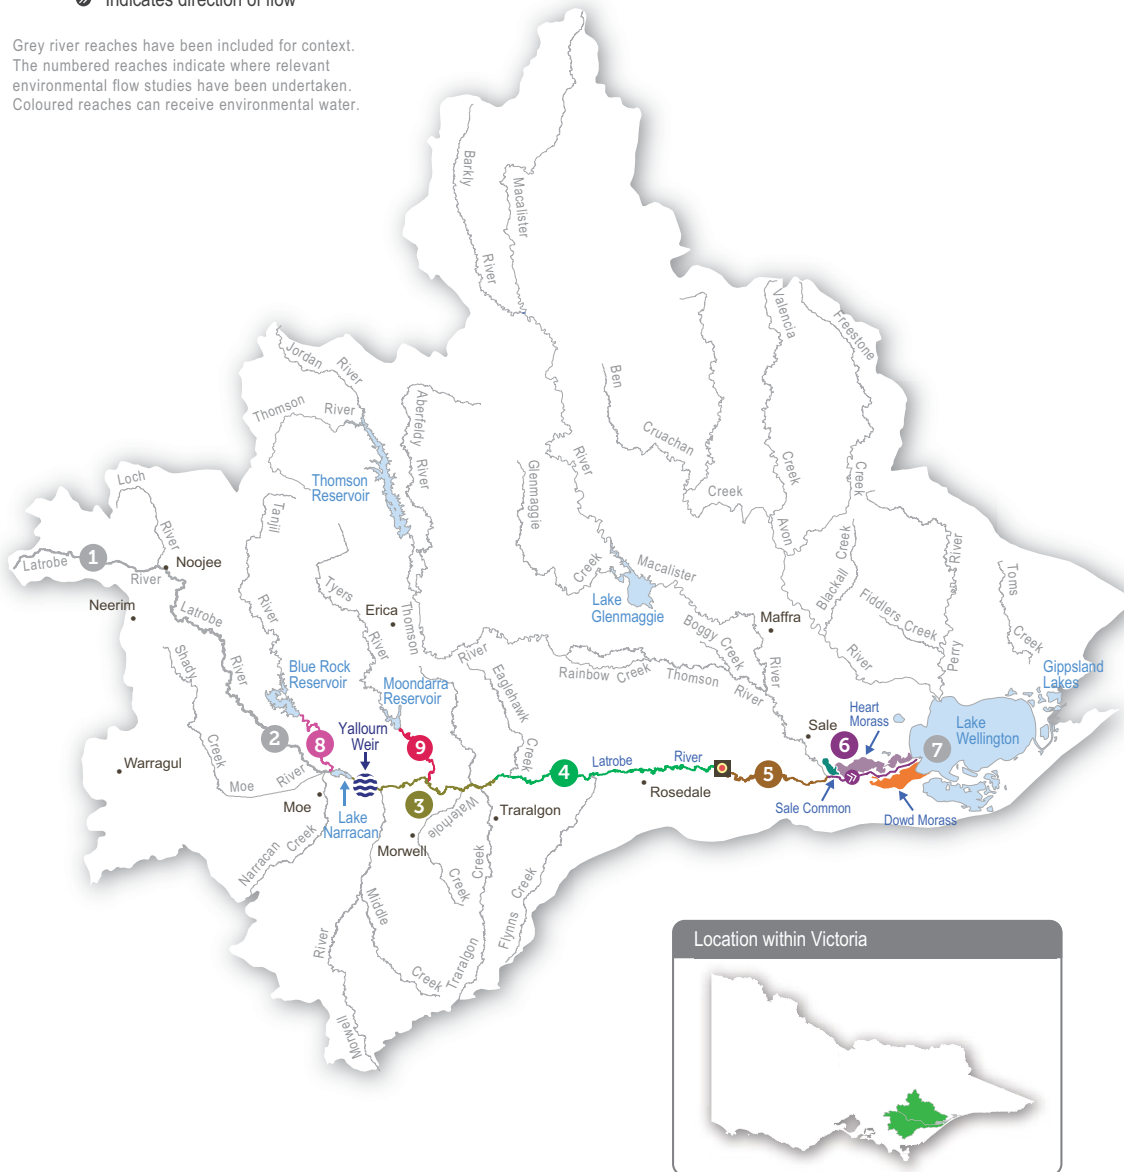 indicates direction of flow
Grey river reaches have been included for context.
The numbered reaches indicate where relevant
environmental flow studies have been undertaken.
Coloured reaches can receive environmental water.
Barkly
River
Macalister
Valencia
Creek
Freestone
Creek
Jordan
River
Thomson
River
Aberfeldy
River
Ben
Cruachan
Creek
River
Thomson
Reservoir
Loch
River
Tanjil
River
Glenmaggie
Creek
Avon
River
Blackall Creek
Perry
River
Toms
Creek
Latrobe
1
River
Noojee
Neerim
Tyers
River
Erica
Thomson
River
Macalister
River
Lake
Glenmaggie
Boggy Creek
Maffra
Fiddlers Creek
Latrobe
River
Shady
Creek
Blue Rock
Reservoir
Moondarra
Reservoir
Eaglehawk
Creek
Rainbow Creek
Thomson
River
Gippsland
Lakes
Heart
Morass
Lake
Wellington
Sale
2
8
Yallourn
Weir
9
6
7
Warragul
Moe
River
4
Latrobe
River
5
Rosedale
Sale Common
Dowd Morass
Moe
Lake
Narracan
3
Waterhole
Creek
Traralgon
Morwell
Narracan
Creek
Middle
Creek
Traralgon
Creek
Flynns
Creek
River
Morwell
Location within Victoria